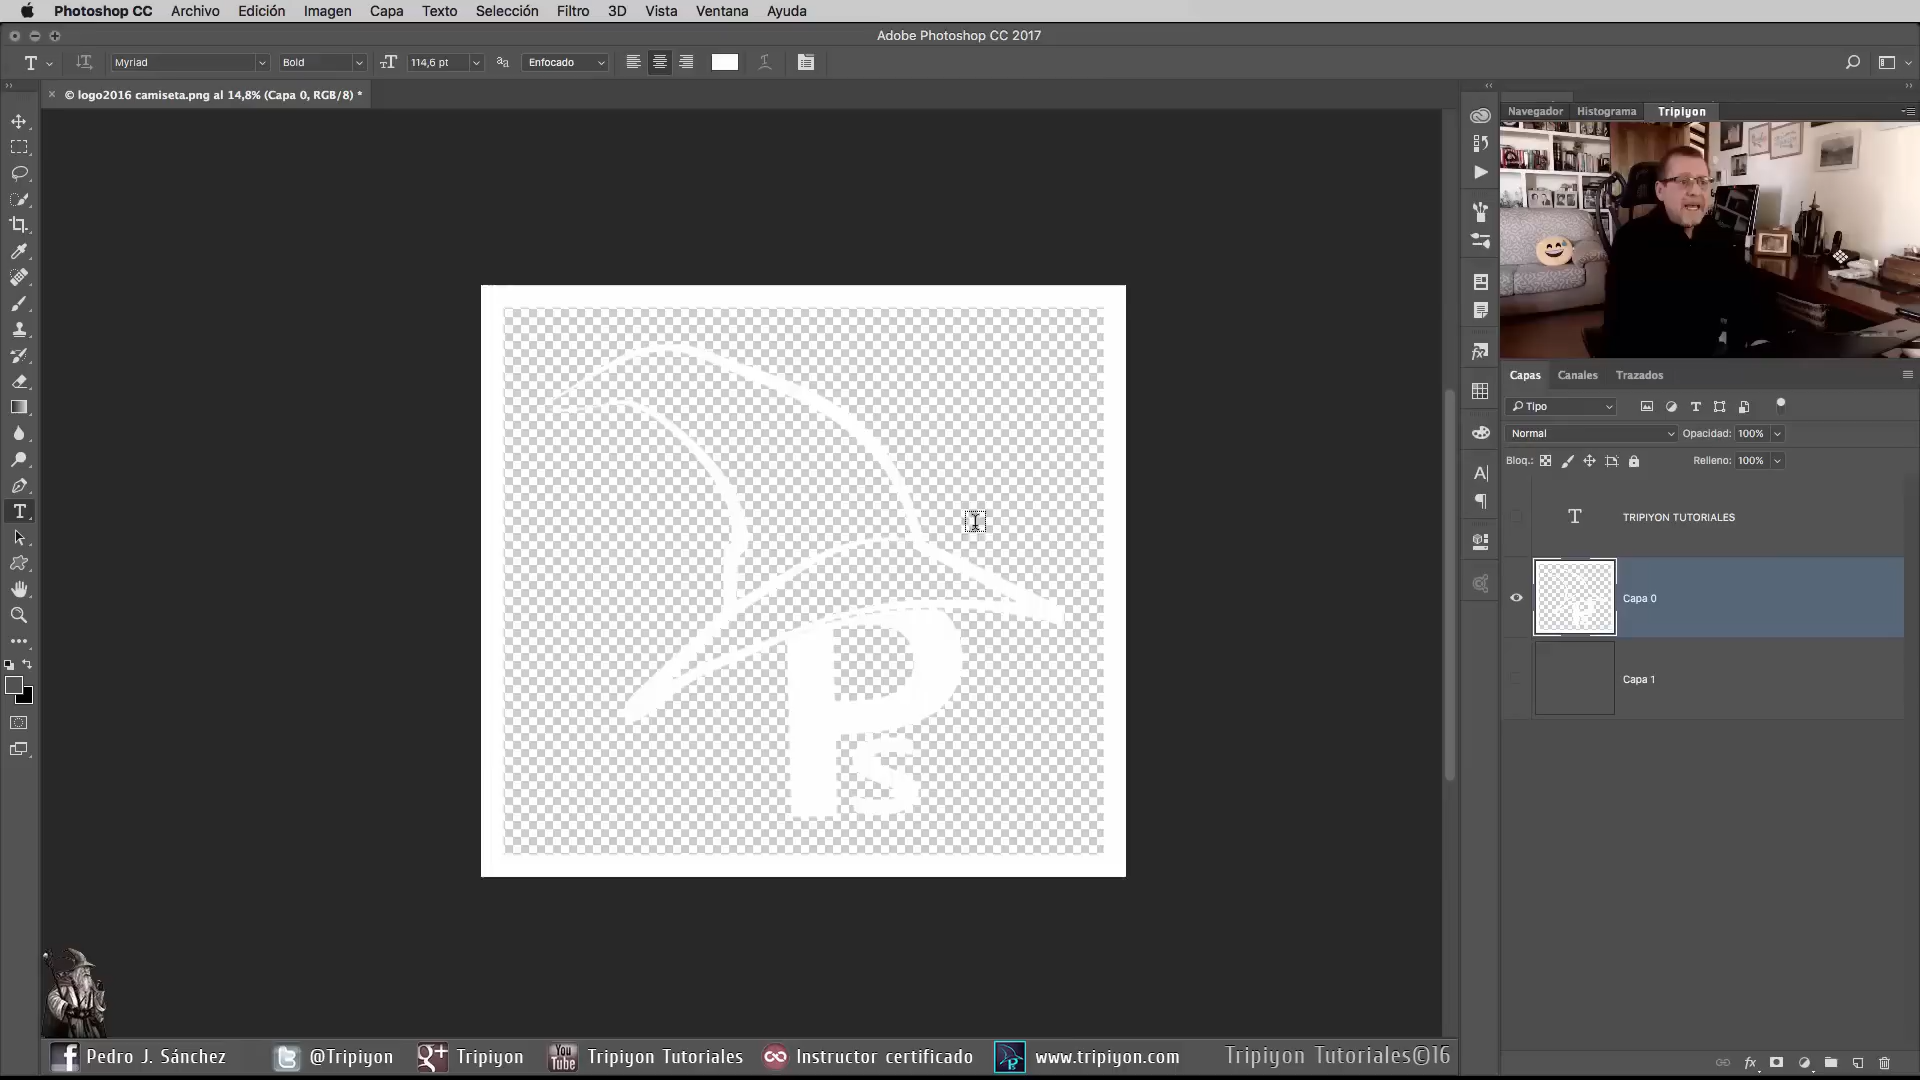 Photoshop CC Archivo Edición Imagen Capa Texto Selección Filtro 3D Vista Ventana Ayuda
Adobe Photoshop CC 2017
T Myriad Bold 114,6 pt Enfocado
© logo2016 camiseta.png al 14,8% (Capa 0, RGB/8) *
Navegador Histograma Tripiyon
Ps
Capas Canales Trazados
Tipo
Normal Opacidad: 100%
Bloq.: Relleno: 100%
T TRIPIYON TUTORIALES
Capa 0
Capa 1
Pedro J. Sánchez @Tripiyon Tripiyon You Tube Tripiyon Tutoriales Instructor certificado www.tripiyon.com Tripiyon Tutoriales©16